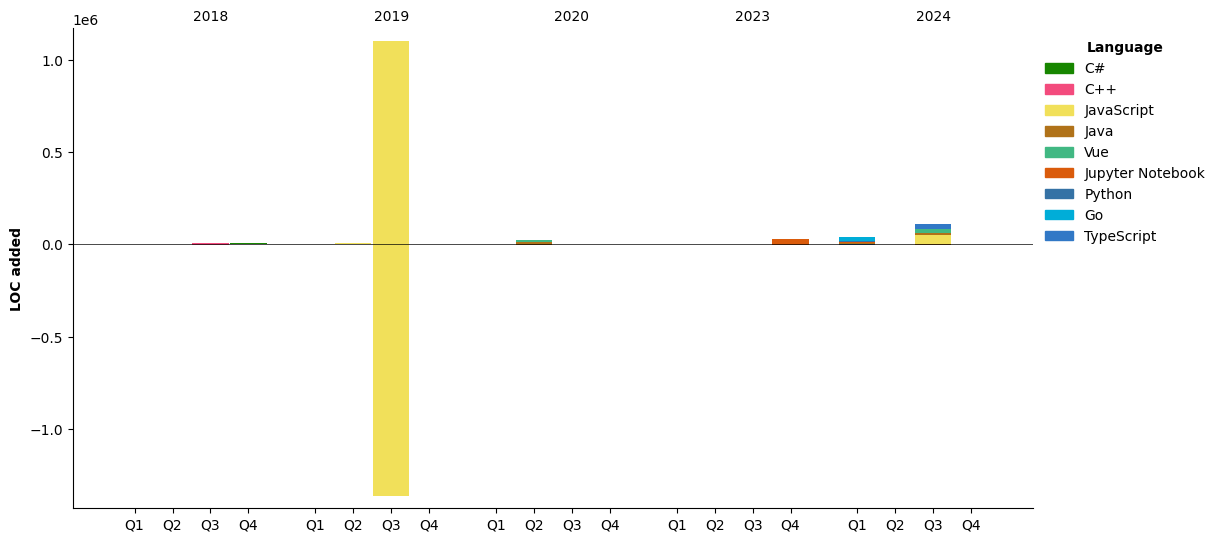 1e6
2018 2019 2020 2023 2024
1.0
0.5
0.0
−0.5
−1.0
LOC added
Q1 Q2 Q3 Q4 Q1 Q2 Q3 Q4 Q1 Q2 Q3 Q4 Q1 Q2 Q3 Q4 Q1 Q2 Q3 Q4
Language
C#
C++
JavaScript
Java
Vue
Jupyter Notebook
Python
Go
TypeScript